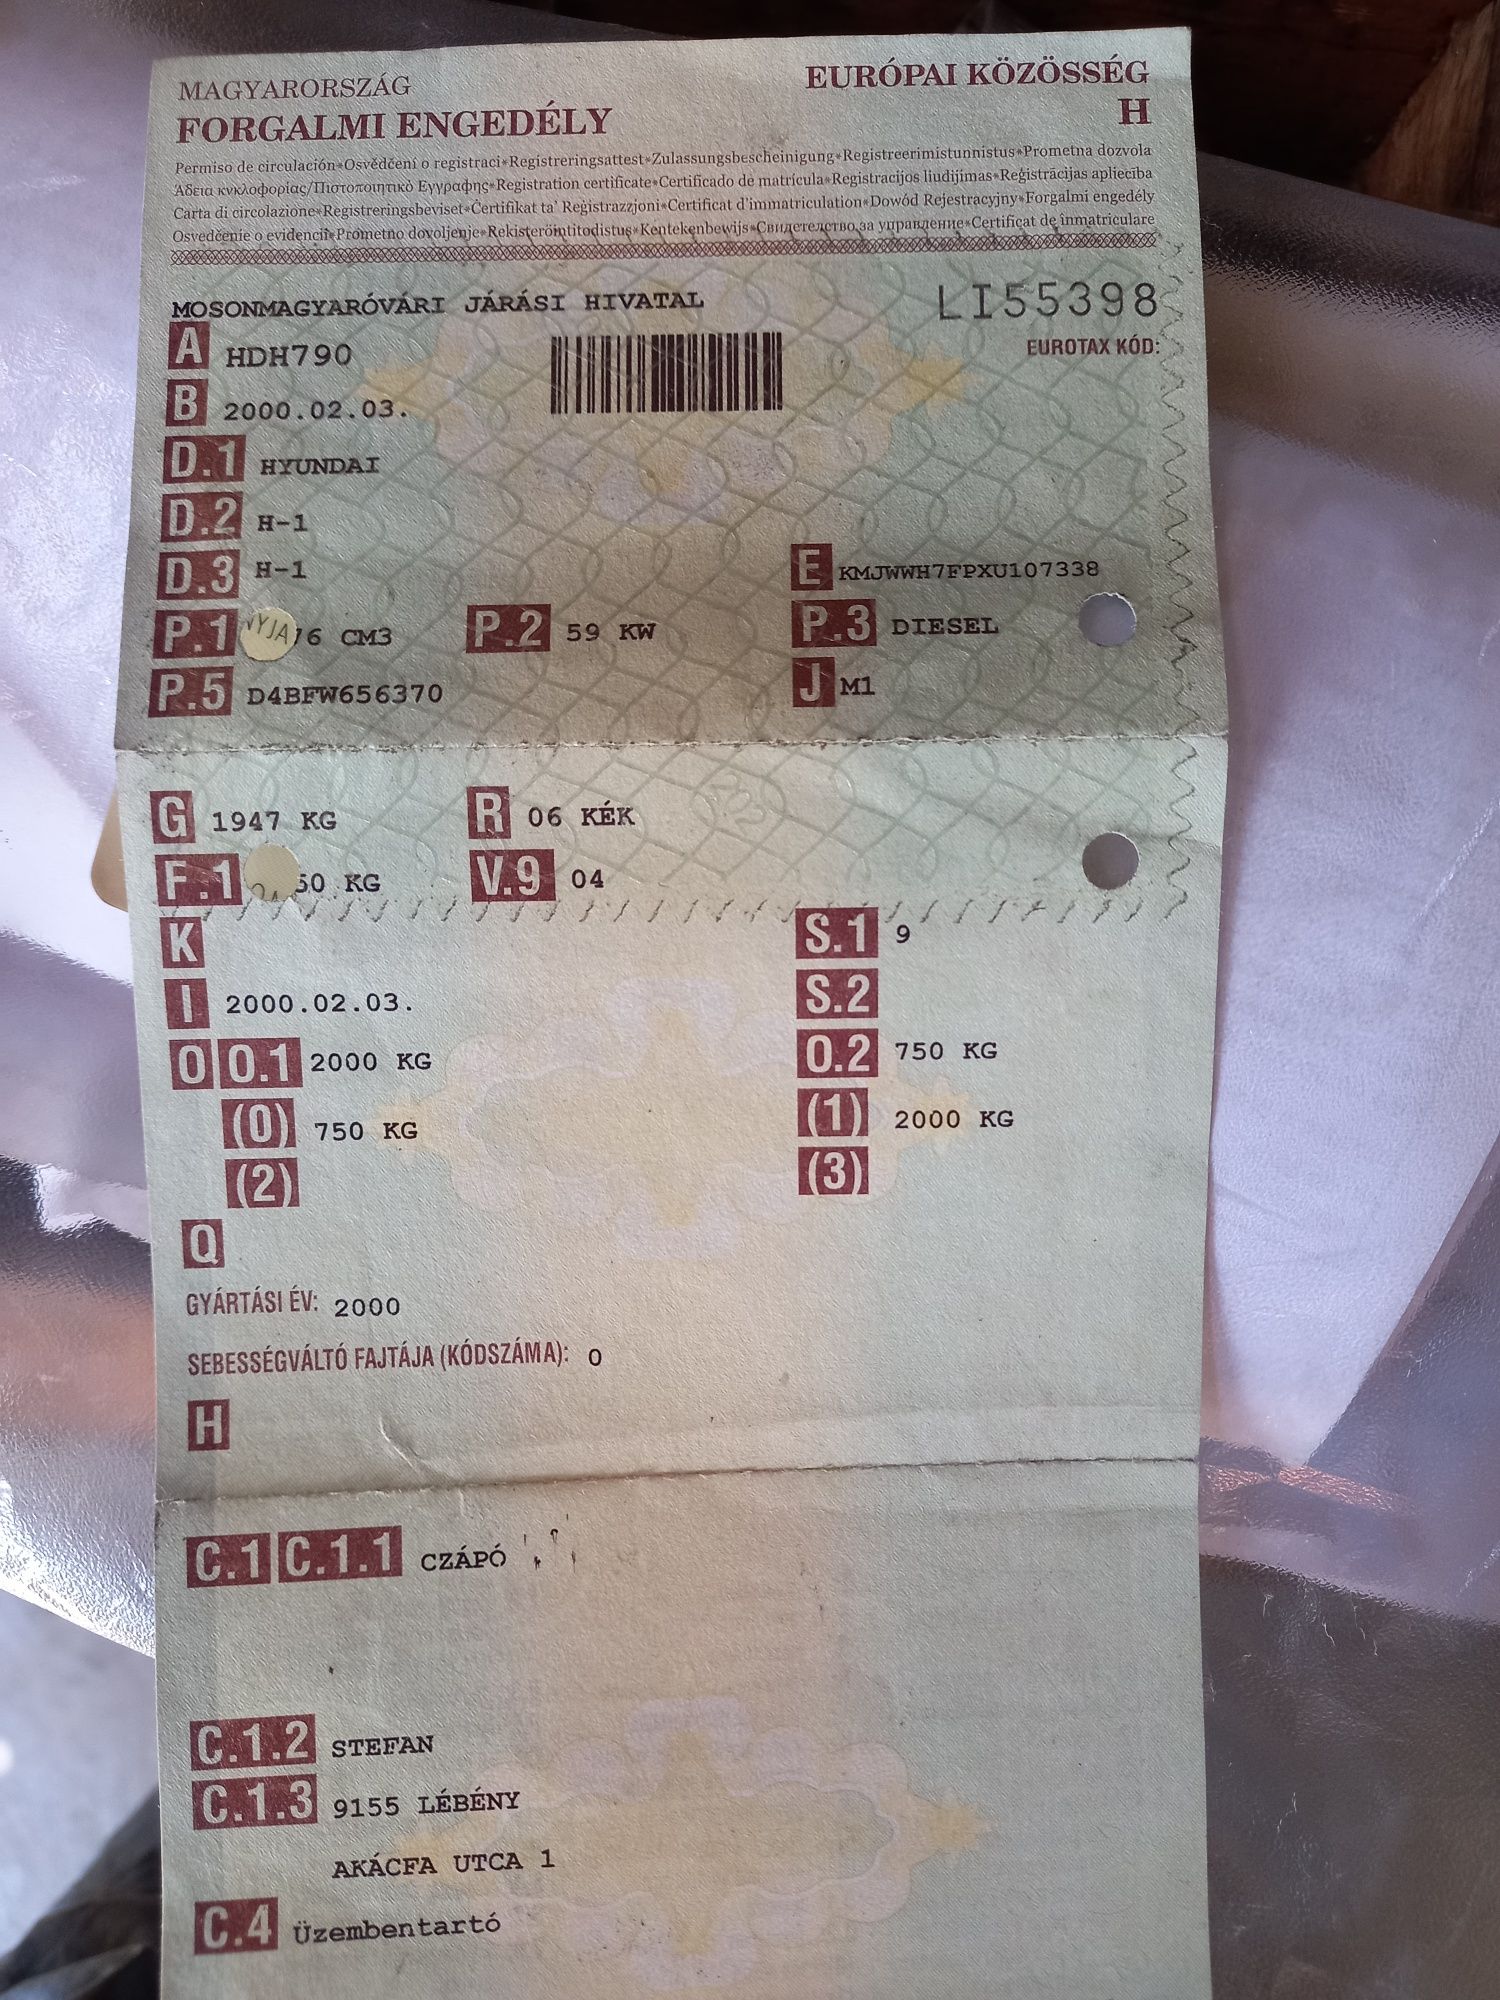 MAGYARORSZÁG
EURÓPAI KÖZÖSSÉG
FORGALMI ENGEDÉLY
H
Permiso de circulación*Osvědčení o registraci*Registreringsattest*Zulassungsbescheinigung*Registreerimistunnistus*Prometna dozvola
Άδεια κυκλοφορίας/Πιστοποιητικό Εγγραφης*Registration certificate*Certificado de matrícula*Registracijos liudijimas*Reģistrācijas apliecība
Carta di circolazione*Registreringsbeviset*Ċertifikat ta' Reġistrazzjoni*Certificat d'immatriculation*Dowód Rejestracyjny*Forgalmi engedély
Osvedčenie o evidencii*Prometno dovoljenje*Rekisteröintitodistus*Kentekenbewijs*Свидетелство за управление*Certificat de înmatriculare
MOSONMAGYARÓVÁRI JÁRÁSI HIVATAL
LI55398
EUROTAX KÓD:
A HDH790
B 2000.02.03.
D.1 HYUNDAI
D.2 H-1
D.3 H-1
E KMJWWH7FPXU107338
P.1 76 CM3 P.2 59 KW P.3 DIESEL
P.5 D4BFW656370 J M1
G 1947 KG R 06 KÉK
F.1 50 KG V.9 04
K S.1 9
I 2000.02.03. S.2
O O.1 2000 KG O.2 750 KG
(0) 750 KG (1) 2000 KG
(2) (3)
Q
GYÁRTÁSI ÉV: 2000
SEBESSÉGVÁLTÓ FAJTÁJA (KÓDSZÁMA): 0
H
C.1 C.1.1 CZÁPÓ
C.1.2 STEFAN
C.1.3 9155 LÉBÉNY
AKÁCFA UTCA 1
C.4 Üzembentartó